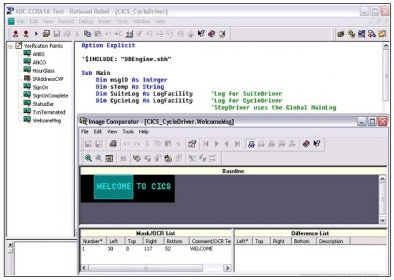 ADC-CCRA1A-Test - Rational Robot - [CICS_CycleDriver]
File Edit View Record Debug Insert Tools Window Help
Verification Points
ANBS
ANCO
HourGlass
IPAddressCVP
SignOn
SignOnComplete
StatusBar
TxnTerminated
WelcomeMsg
Option Explicit
'$INCLUDE: "DDEngine.sbh"
Sub Main
Dim msgID As Integer
Dim sTemp As String
Dim SuiteLog As LogFacility 'Log For SuiteDriver
Dim CycleLog As LogFacility 'Log For CycleDriver
'StepDriver uses the Global MainLog
Image Comparator - [CICS_CycleDriver.WelcomeMsg]
File Edit View Tools Help
Baseline
WELCOME TO CICS
Mask/OCR List
Number* Left Top Right Bottom Comment/OCR Te
1 30 0 117 52 WELCOME
Difference List
Left* Top Right Bottom Description